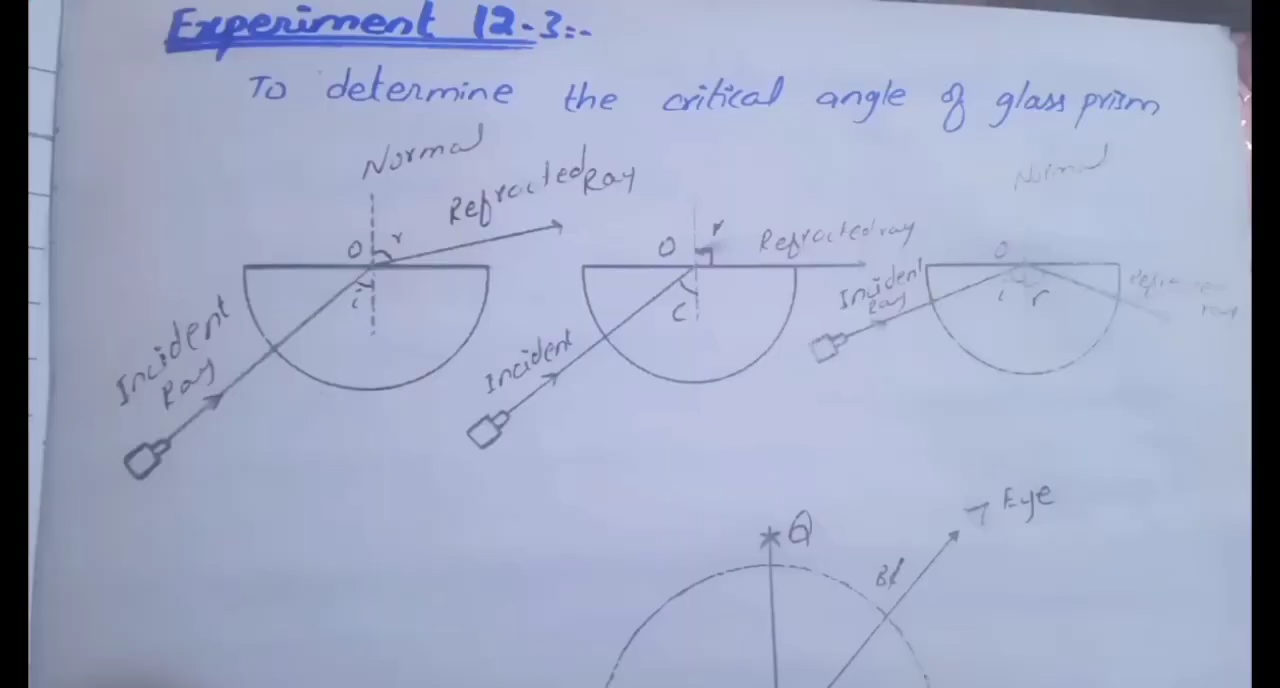 Experiment 12-3:-
To determine the critical angle of glass prism
Normal
Refracted Ray
O
r
i
Incident
Ray
O
r
Refracted ray
C
Incident
Normal
O
Incident
Ray
i
r
ray
Q
Eye